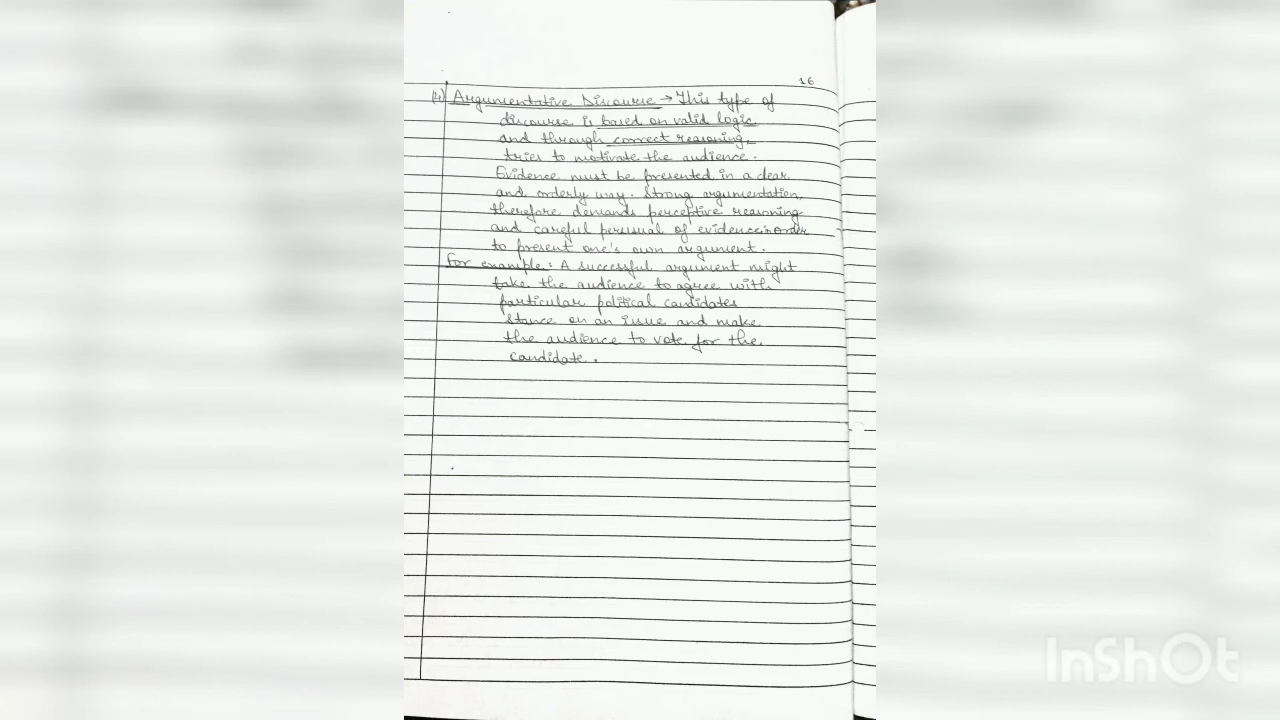 16
(4) Argumentative Discourse → This type of
discourse is based on valid logic
and through correct reasoning,
tries to motivate the audience.
Evidence must be presented in a clear
and orderly way. Strong argumentation,
therefore demands perceptive reasoning
and careful perusual of evidence in order
to present one's own argument.
For example: A successful argument might
take the audience to agree with
particular political candidates
stance on an issue and make
the audience to vote for the
candidate.
InShOt